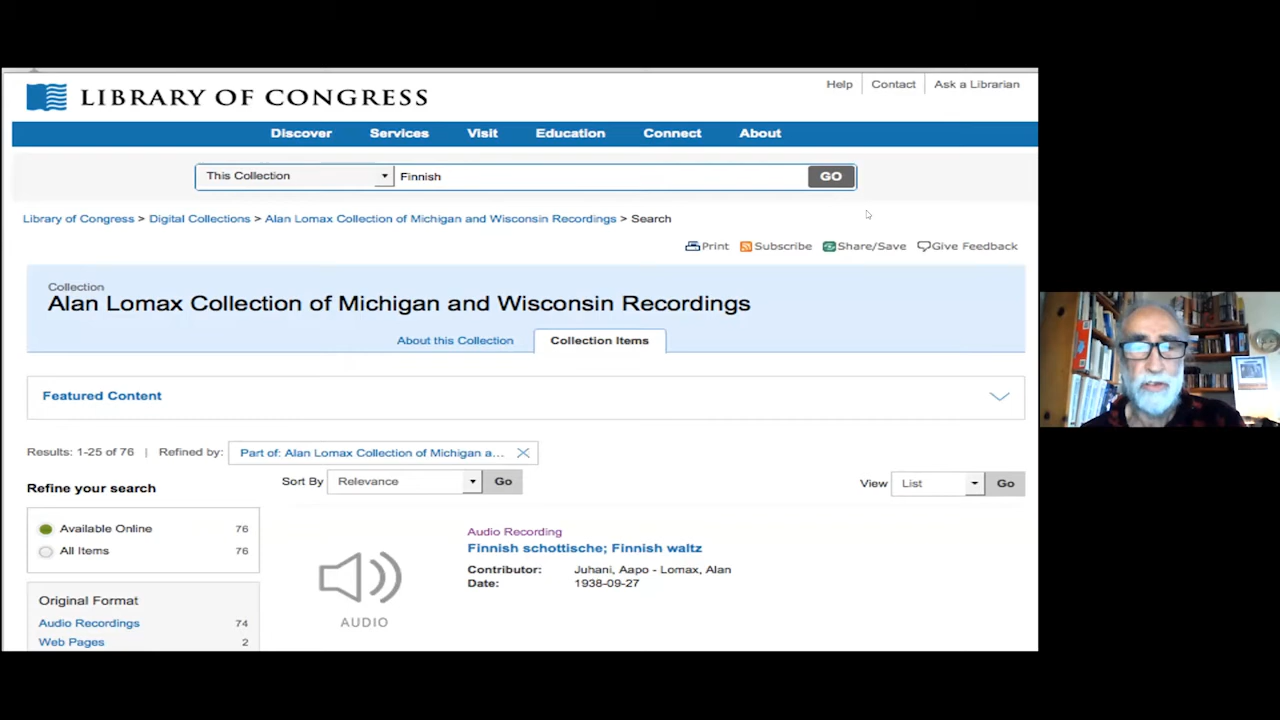 LIBRARY OF CONGRESS
Help Contact Ask a Librarian
Discover Services Visit Education Connect About
This Collection Finnish GO
Library of Congress > Digital Collections > Alan Lomax Collection of Michigan and Wisconsin Recordings > Search
Print Subscribe Share/Save Give Feedback
Collection
Alan Lomax Collection of Michigan and Wisconsin Recordings
About this Collection Collection Items
Featured Content
Results: 1-25 of 76 | Refined by: Part of: Alan Lomax Collection of Michigan a...
Sort By Relevance Go View List Go
Refine your search
Available Online 76
All Items 76
Original Format
Audio Recordings 74
Web Pages 2
AUDIO
Audio Recording
Finnish schottische; Finnish waltz
Contributor: Juhani, Aapo - Lomax, Alan
Date: 1938-09-27